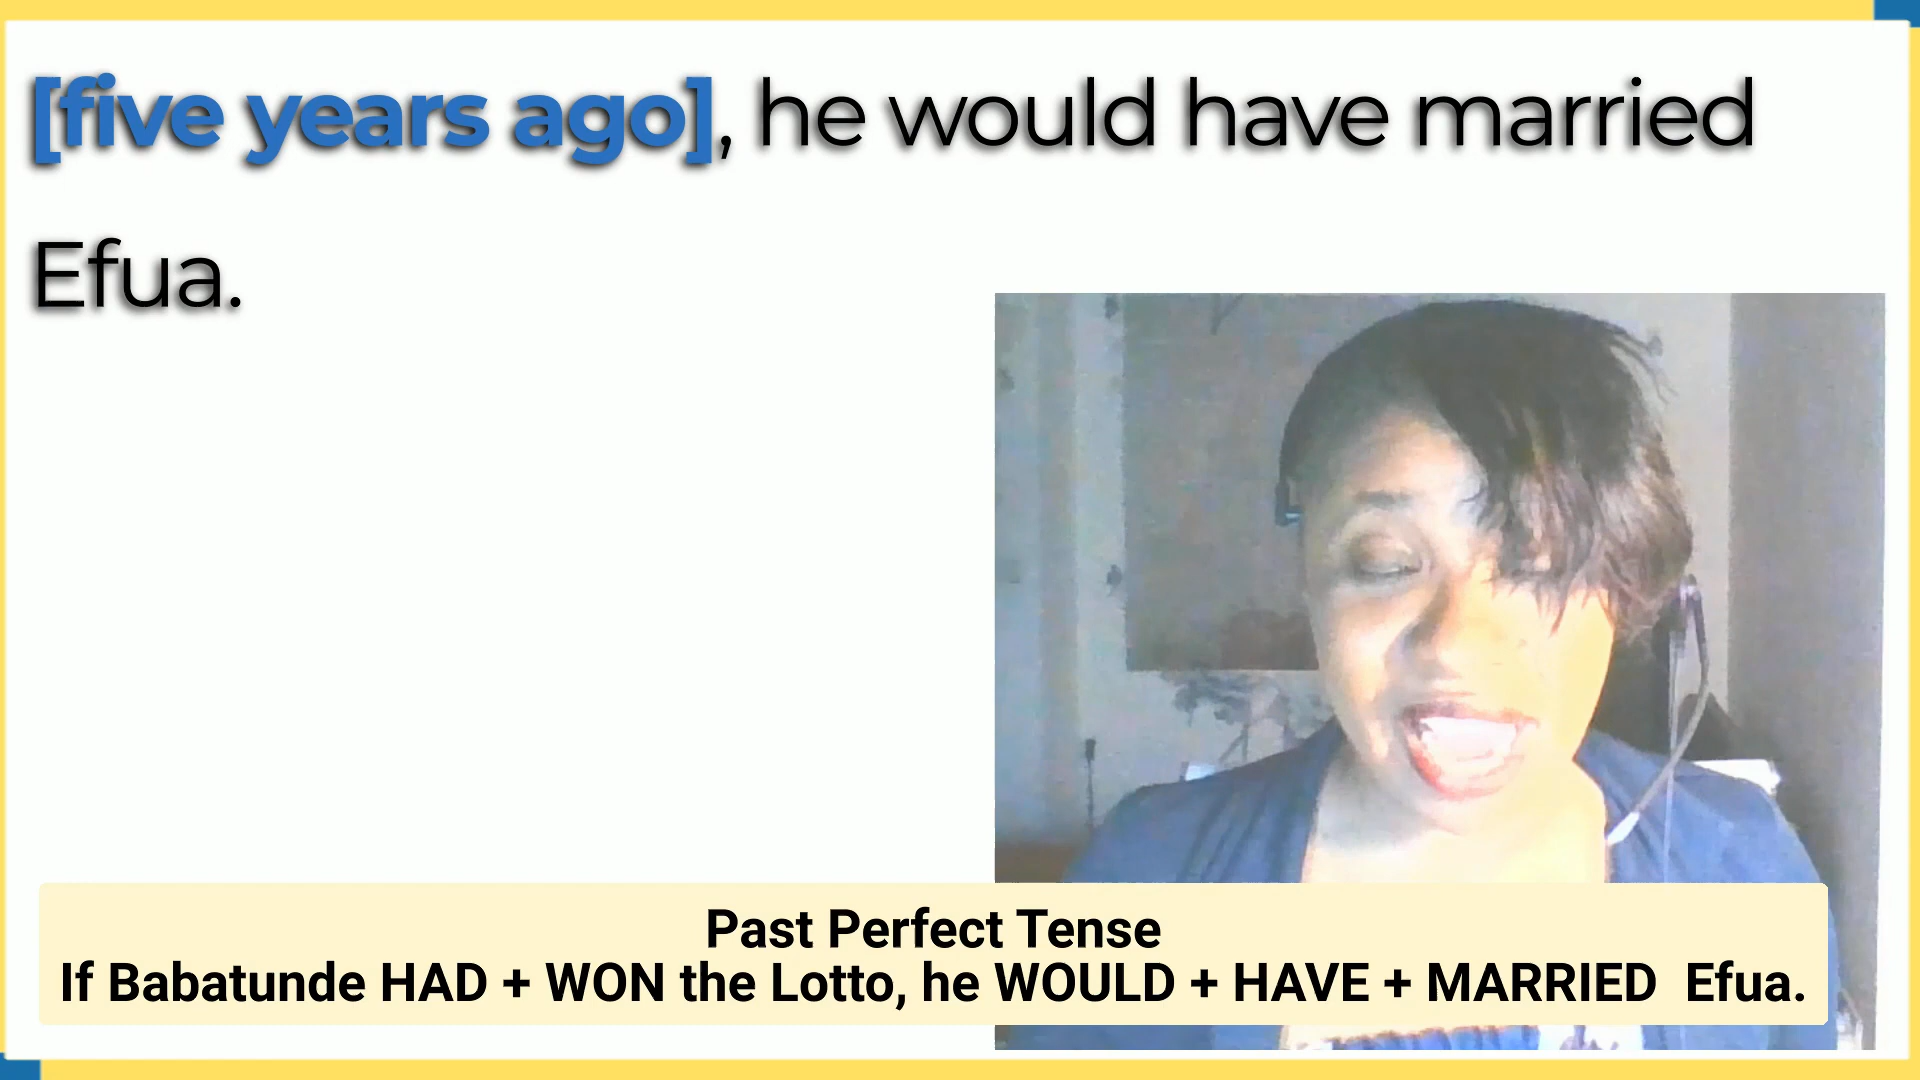 [five years ago], he would have married
Efua.
Past Perfect Tense
If Babatunde HAD + WON the Lotto, he WOULD + HAVE + MARRIED Efua.